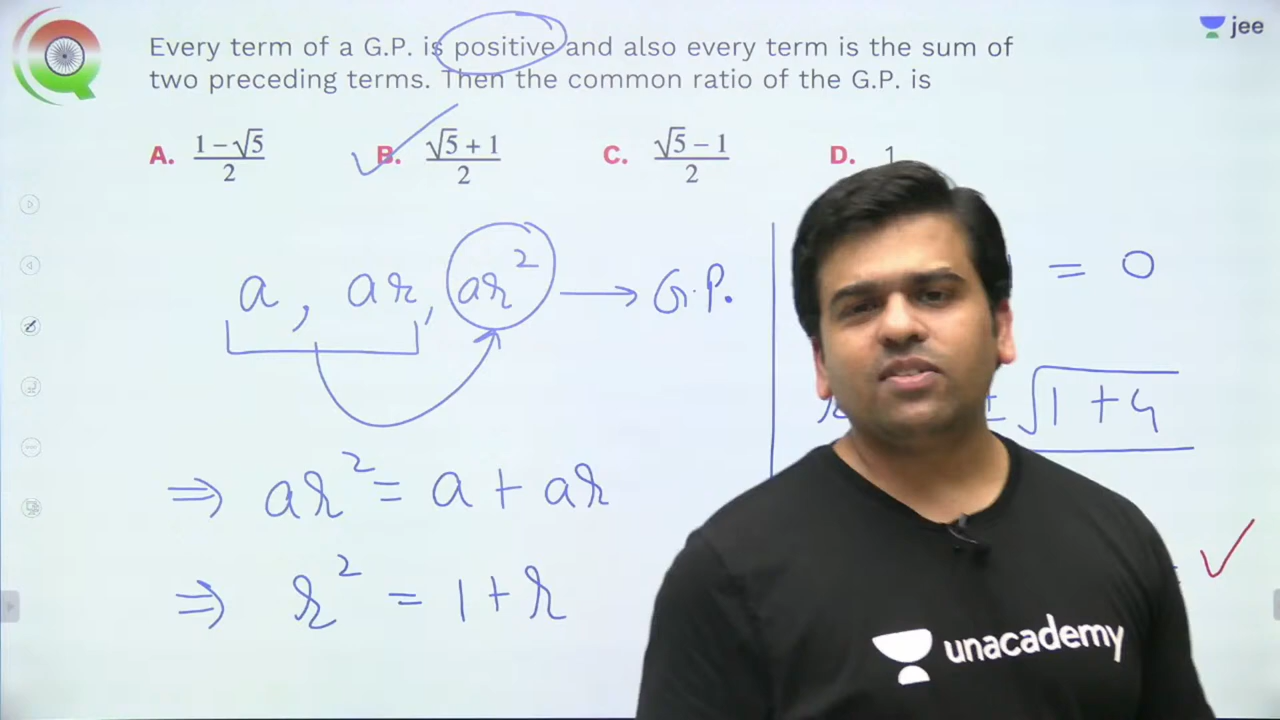 Every term of a G.P. is positive and also every term is the sum of
two preceding terms. Then the common ratio of the G.P. is
jee
A. (1 − √5)/2 B. (√5 + 1)/2 C. (√5 − 1)/2 D. 1
a , ar , ar² → G.P.
⇒ ar² = a + ar
⇒ r² = 1 + r
= 0
± √1 + 4
unacademy